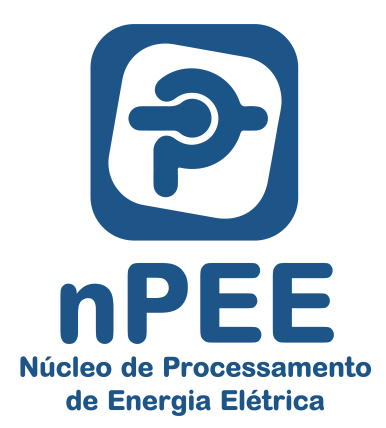 nPEE
Núcleo de Processamento
de Energia Elétrica